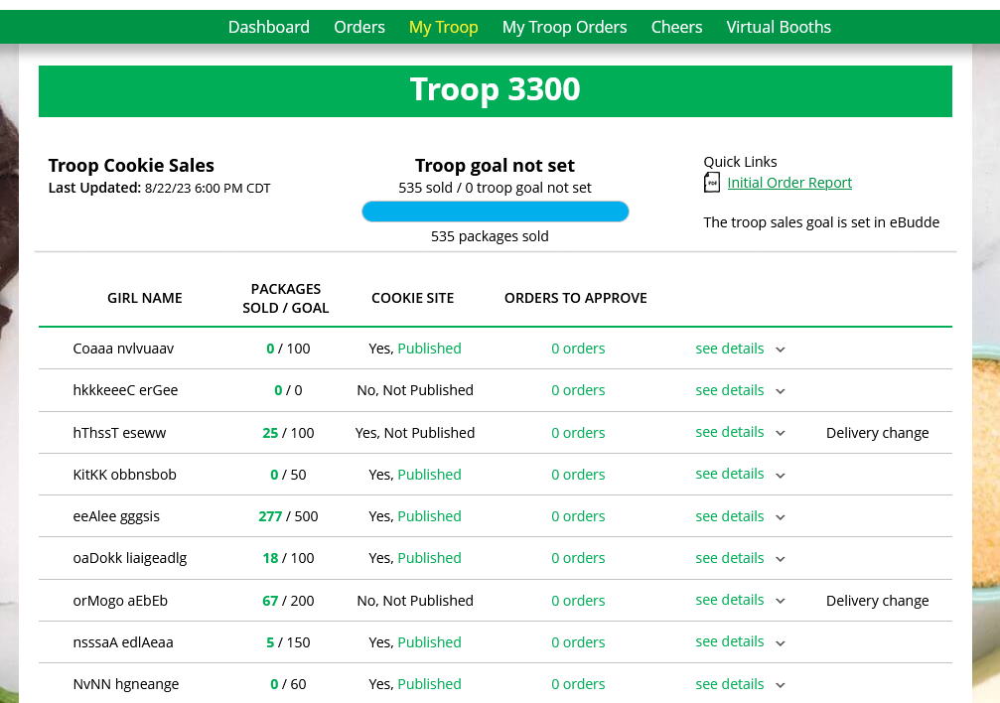 Dashboard Orders My Troop My Troop Orders Cheers Virtual Booths
Troop 3300
Troop Cookie Sales
Last Updated: 8/22/23 6:00 PM CDT
Troop goal not set
535 sold / 0 troop goal not set
535 packages sold
Quick Links
PDF Initial Order Report
The troop sales goal is set in eBudde
GIRL NAME PACKAGES SOLD / GOAL COOKIE SITE ORDERS TO APPROVE
Coaaa nvlvuaav 0 / 100 Yes, Published 0 orders see details
hkkkeeeC erGee 0 / 0 No, Not Published 0 orders see details
hThssT eseww 25 / 100 Yes, Not Published 0 orders see details Delivery change
KitKK obbnsbob 0 / 50 Yes, Published 0 orders see details
eeAlee gggsis 277 / 500 Yes, Published 0 orders see details
oaDokk liaigeadlg 18 / 100 Yes, Published 0 orders see details
orMogo aEbEb 67 / 200 No, Not Published 0 orders see details Delivery change
nsssaA edlAeaa 5 / 150 Yes, Published 0 orders see details
NvNN hgneange 0 / 60 Yes, Published 0 orders see details